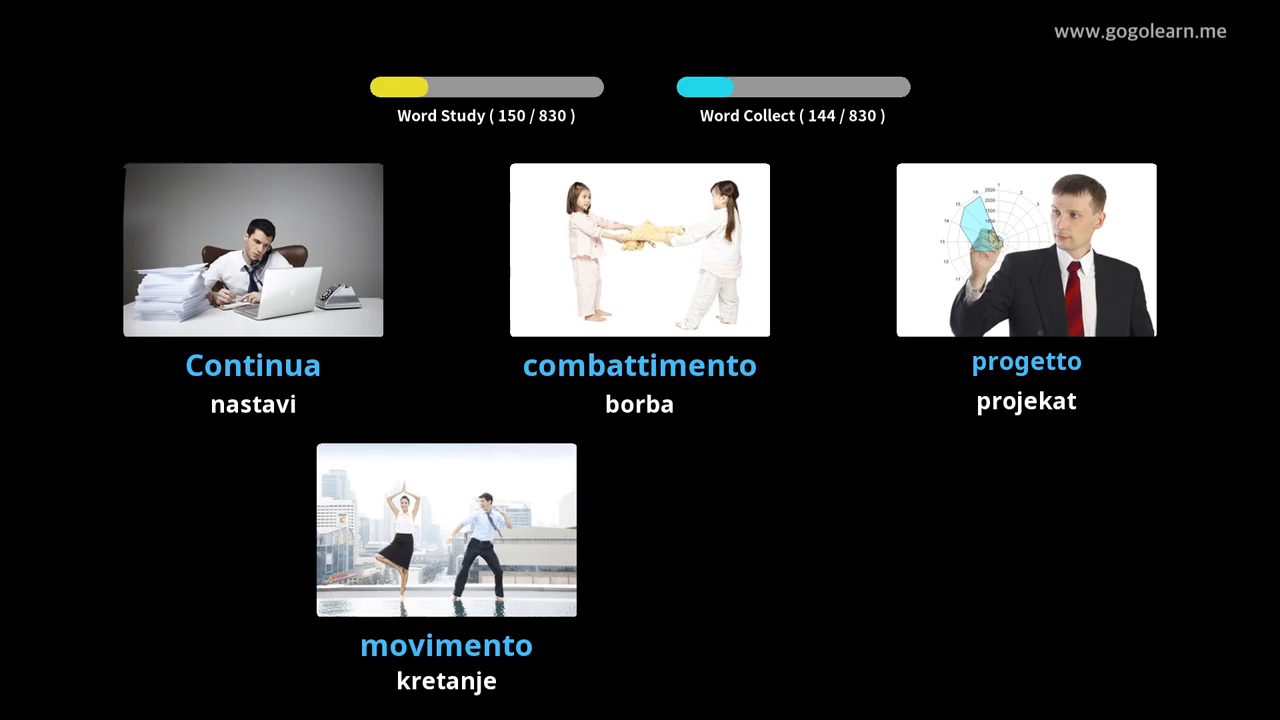 www.gogolearn.me
Word Study ( 150 / 830 )
Word Collect ( 144 / 830 )
Continua
nastavi
combattimento
borba
progetto
projekat
movimento
kretanje